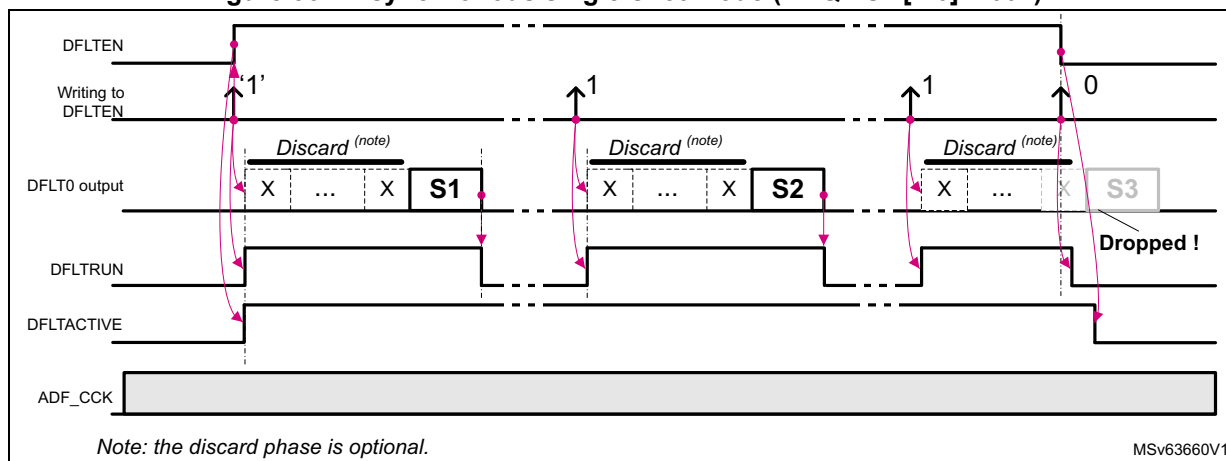 DFLTEN
Writing to
DFLTEN
‘1’
1
1
0
Discard (note)
Discard (note)
Discard (note)
DFLT0 output
X
...
X
S1
X
...
X
S2
X
...
X
S3
Dropped !
DFLTRUN
DFLTACTIVE
ADF_CCK
Note: the discard phase is optional.
MSv63660V1